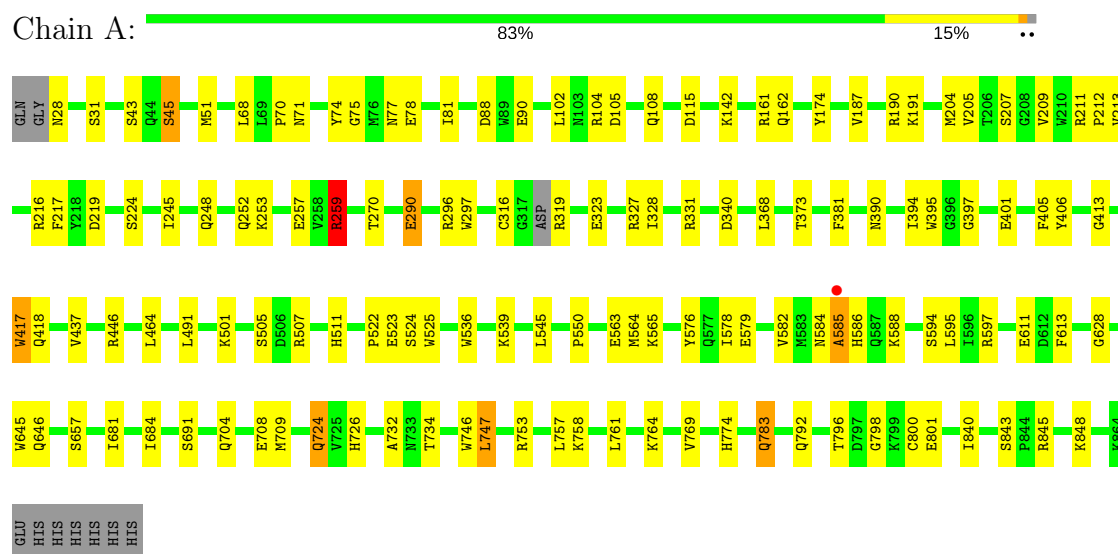 Chain A:
83% 15% ••
GLN GLY N28 S31 S43 Q44 S45 M51 L68 L69 P70 N71 Y74 G75 M76 N77 E78 I81 D88 W89 E90 L102 N103 R104 D105 Q108 D115 K142 R161 Q162 Y174 V187 R190 K191 M204 V205 T206 S207 G208 V209 W210 R211 P212 V213
R216 F217 Y218 D219 S224 I245 Q248 Q252 K253 E257 V258 R259 T270 E290 R296 W297 C316 G317 ASP R319 E323 R327 I328 R331 D340 L368 T373 F381 N390 I394 W395 G396 G397 E401 F405 Y406 G413
W417 Q418 V437 R446 L464 L491 K501 S505 D506 R507 H511 P522 E523 S524 W525 W536 K539 L545 P550 E563 M564 K565 Y576 Q577 I578 E579 V582 M583 N584 A585 H586 Q587 K588 S594 L595 I596 R597 E611 D612 F613 G628
W645 Q646 S657 I681 I684 S691 Q704 E708 M709 Q724 V725 H726 A732 N733 T734 W746 L747 R753 L757 K758 L761 K764 V769 H774 Q783 Q792 T796 D797 G798 K799 C800 E801 I840 S843 P844 R845 K848 K864
GLU HIS HIS HIS HIS HIS HIS